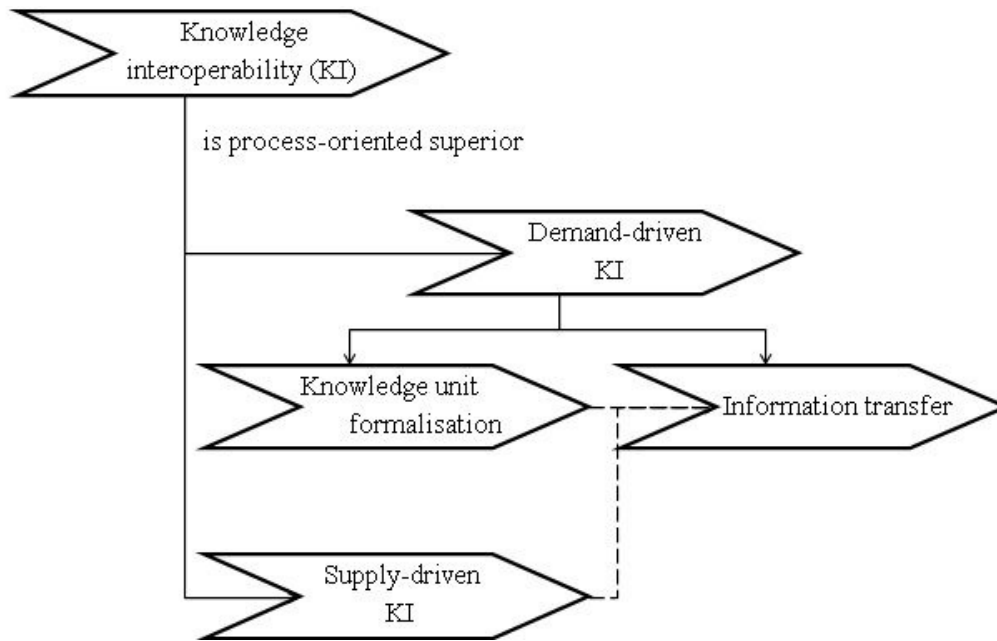 Knowledge
interoperability (KI)
is process-oriented superior
Demand-driven
KI
Knowledge unit
formalisation
Information transfer
Supply-driven
KI